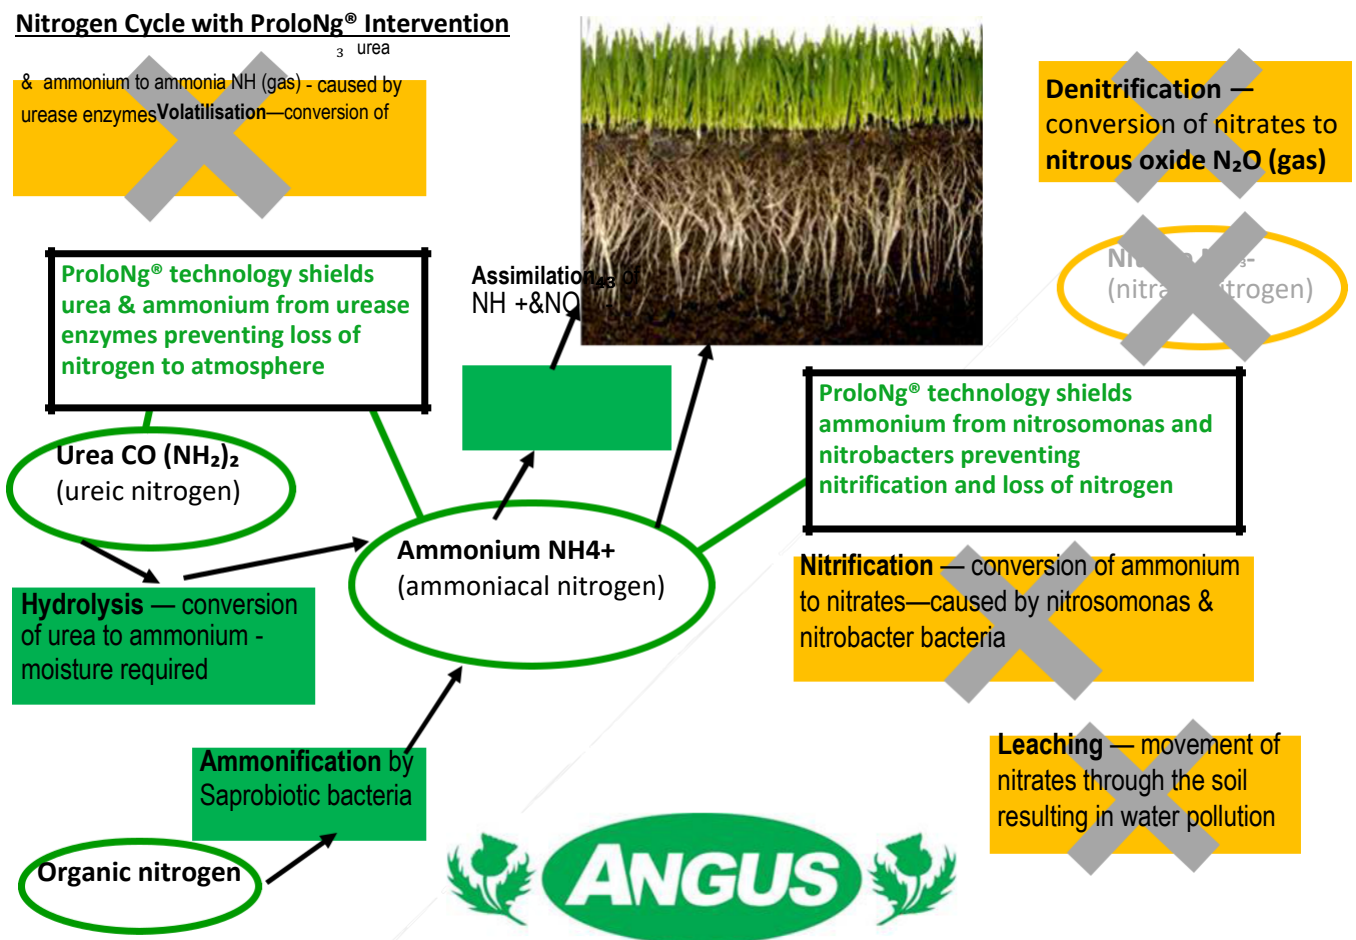 Nitrogen Cycle with ProloNg® Intervention
₃ urea
& ammonium to ammonia NH (gas) - caused by
urease enzymes Volatilisation—conversion of
Denitrification —
conversion of nitrates to
nitrous oxide N₂O (gas)
(nitrate nitrogen)
ProloNg® technology shields
urea & ammonium from urease
enzymes preventing loss of
nitrogen to atmosphere
Assimilation₄₃ of
NH +&NO
ProloNg® technology shields
ammonium from nitrosomonas and
nitrobacters preventing
nitrification and loss of nitrogen
Urea CO (NH₂)₂
(ureic nitrogen)
Ammonium NH4+
(ammoniacal nitrogen)
Nitrification — conversion of ammonium
to nitrates—caused by nitrosomonas &
nitrobacter bacteria
Hydrolysis — conversion
of urea to ammonium -
moisture required
Leaching — movement of
nitrates through the soil
resulting in water pollution
Ammonification by
Saprobiotic bacteria
Organic nitrogen
ANGUS